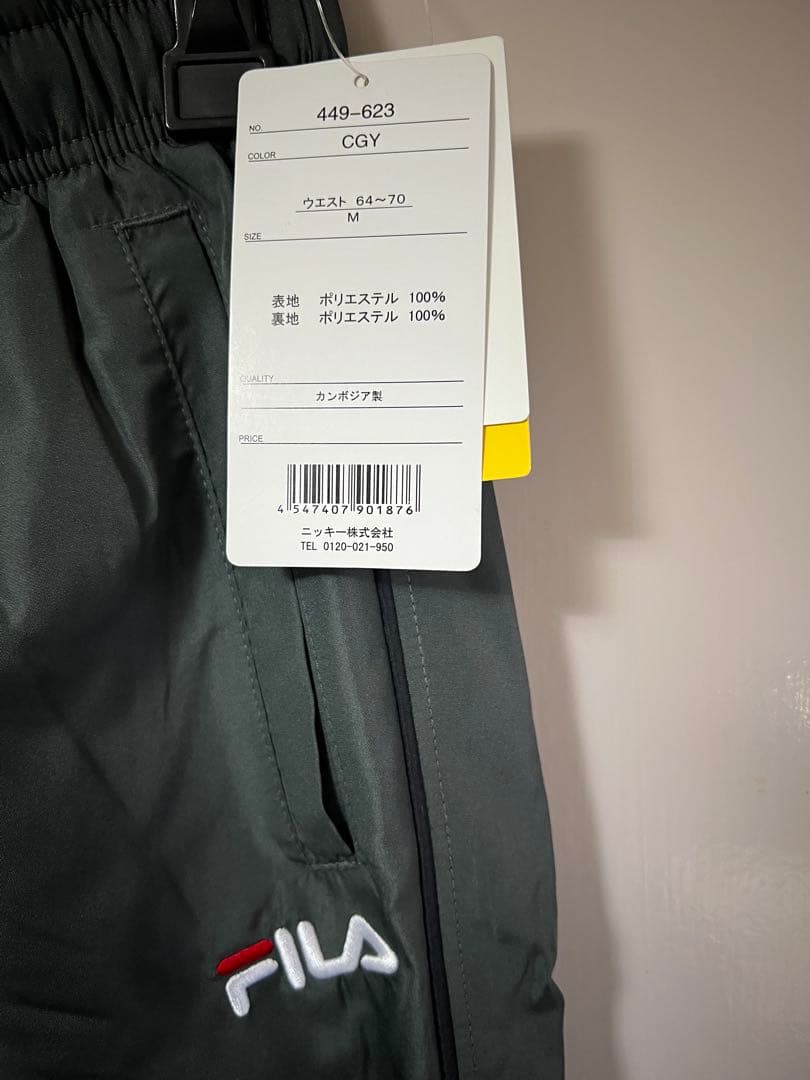 NO. 449-623
COLOR CGY
ウエスト 64～70
M
SIZE
表地 ポリエステル 100%
裏地 ポリエステル 100%
QUALITY
カンボジア製
PRICE
4 547407 901876
ニッキー株式会社
TEL 0120-021-950
FILA